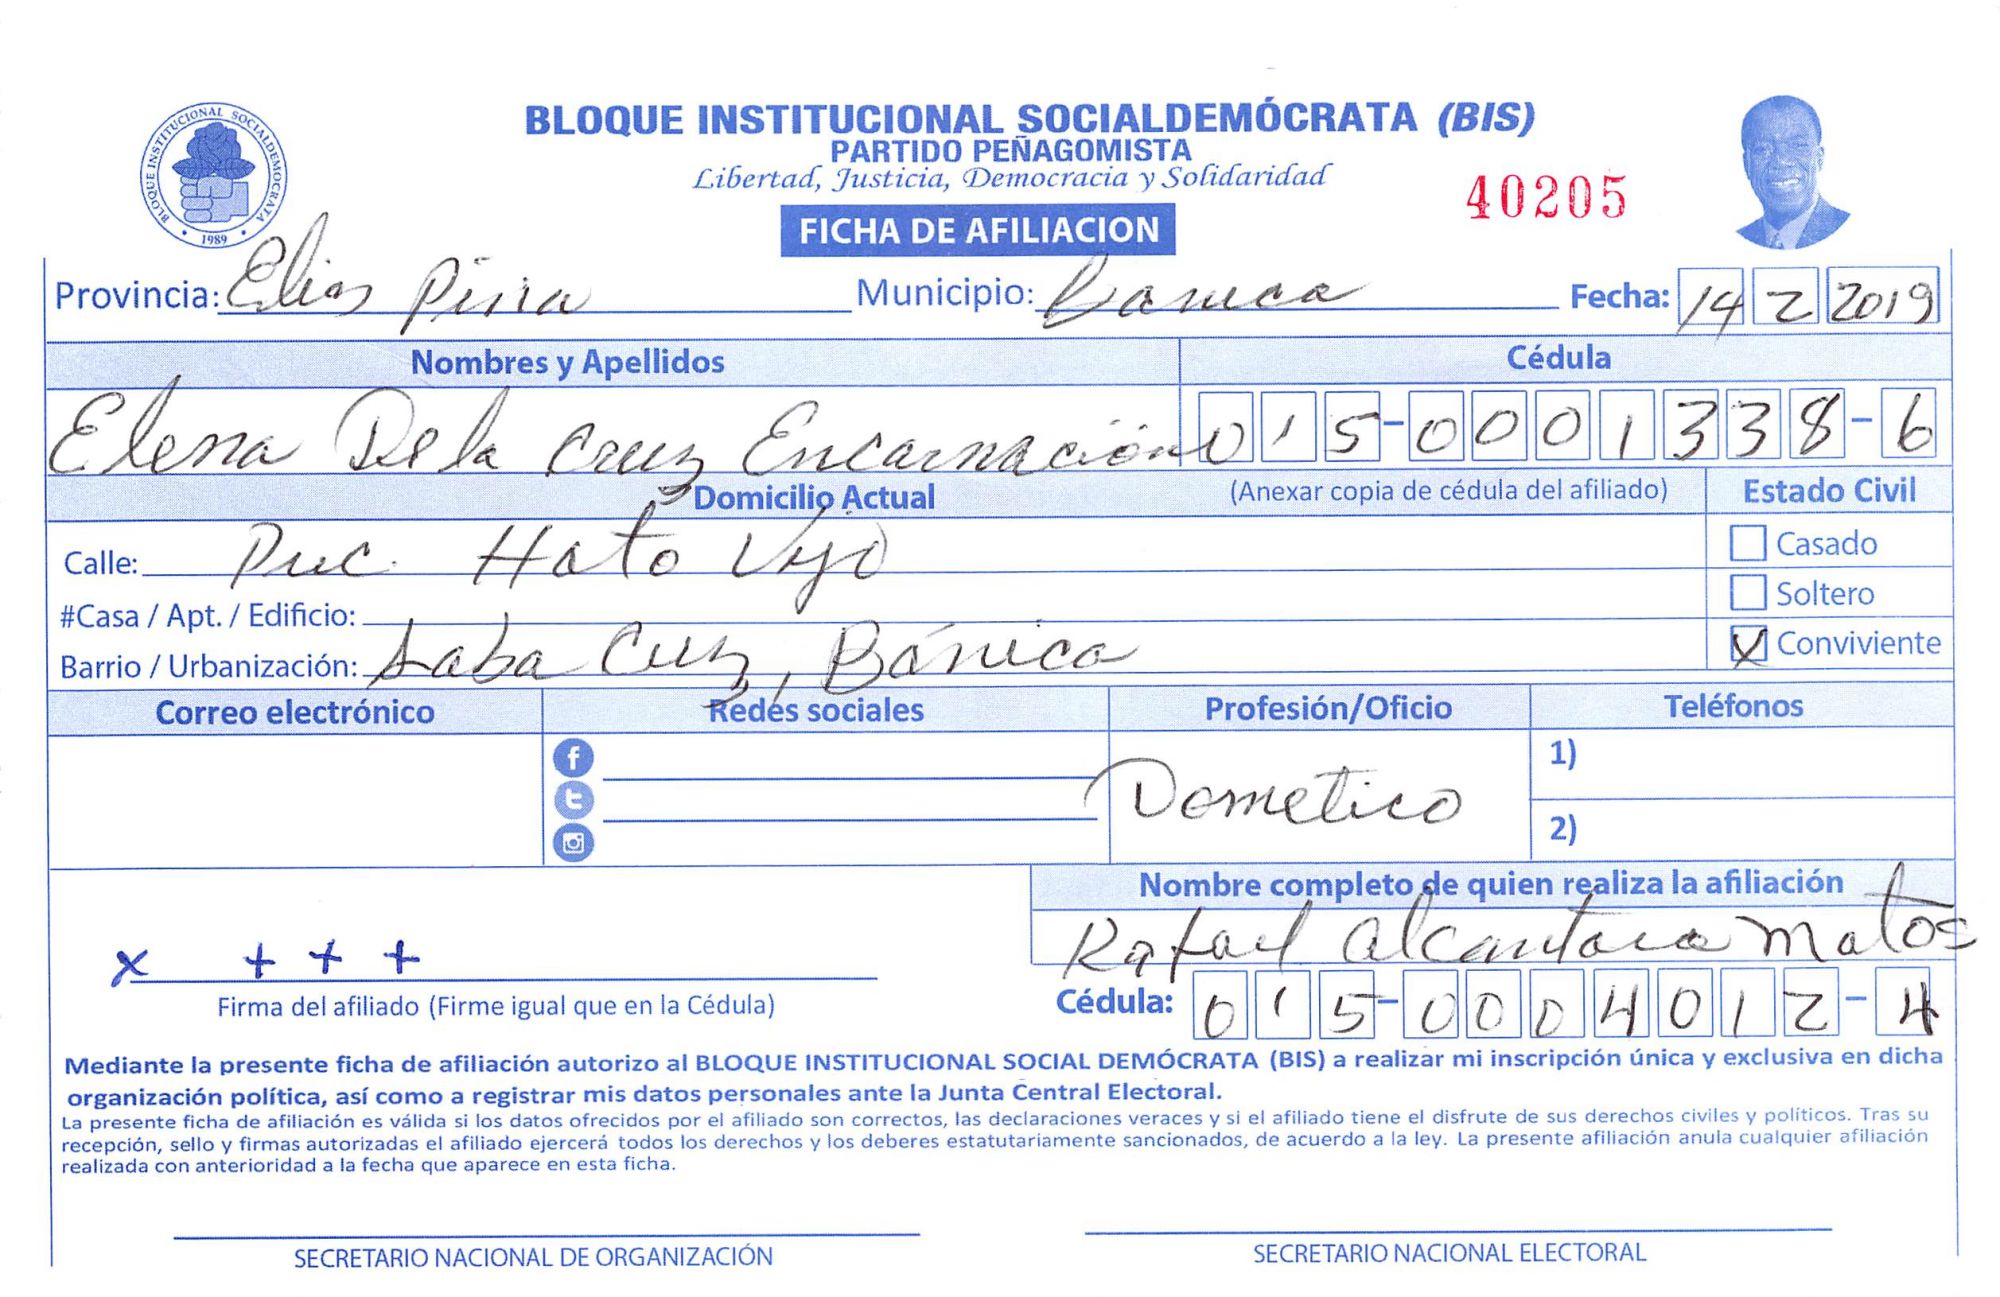 BLOQUE INSTITUCIONAL SOCIALDEMÓCRATA (BIS)
PARTIDO PEÑAGOMISTA
Libertad, Justicia, Democracia y Solidaridad
40205
BLOQUE INSTITUCIONAL SOCIALDEMOCRATA
1989
FICHA DE AFILIACION
Provincia: Elias Piña Municipio: Banica Fecha: 14 2 2019
Nombres y Apellidos Cédula
Elena De la Cruz Encarnación 015-0001338-6
Domicilio Actual (Anexar copia de cédula del afiliado) Estado Civil
Calle: Hato Vyo Casado
#Casa / Apt. / Edificio: Soltero
Barrio / Urbanización: Saba Cruz, Bánica X Conviviente
Correo electrónico Redes sociales Profesión/Oficio Teléfonos
Dometico
1)
2)
Nombre completo de quien realiza la afiliación
Rafael Alcantara Matos
x + + +
Firma del afiliado (Firme igual que en la Cédula)
Cédula: 015-0004012-4
Mediante la presente ficha de afiliación autorizo al BLOQUE INSTITUCIONAL SOCIAL DEMÓCRATA (BIS) a realizar mi inscripción única y exclusiva en dicha
organización política, así como a registrar mis datos personales ante la Junta Central Electoral.
La presente ficha de afiliación es válida si los datos ofrecidos por el afiliado son correctos, las declaraciones veraces y si el afiliado tiene el disfrute de sus derechos civiles y políticos. Tras su
recepción, sello y firmas autorizadas el afiliado ejercerá todos los derechos y los deberes estatutariamente sancionados, de acuerdo a la ley. La presente afiliación anula cualquier afiliación
realizada con anterioridad a la fecha que aparece en esta ficha.
SECRETARIO NACIONAL DE ORGANIZACIÓN SECRETARIO NACIONAL ELECTORAL